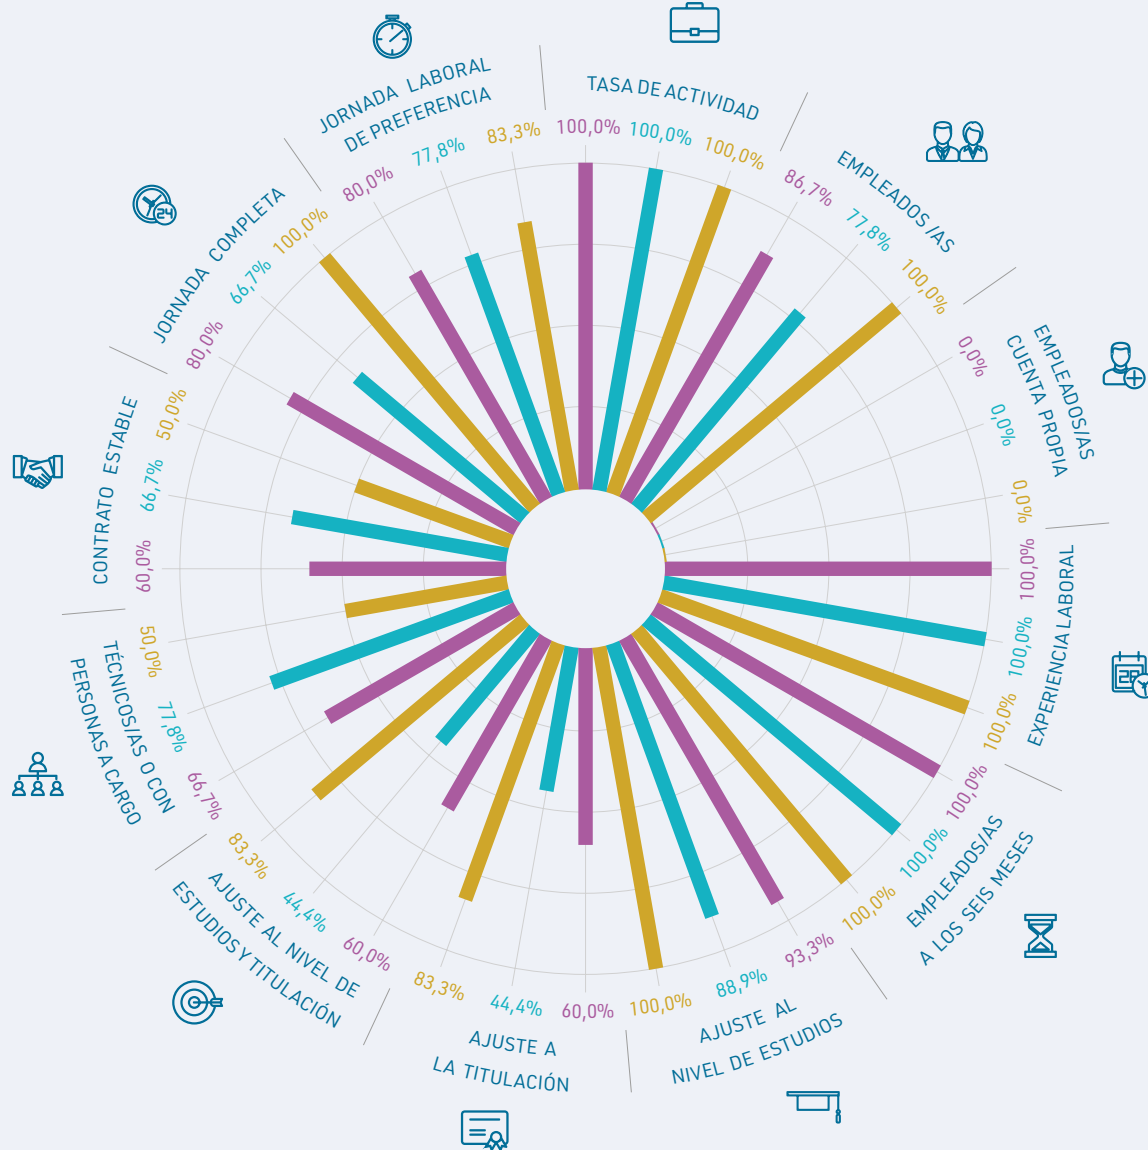 TASA DE ACTIVIDAD
100,0%
100,0%
100,0%
EMPLEADOS/AS
86,7%
77,8%
100,0%
EMPLEADOS/AS
CUENTA PROPIA
0,0%
0,0%
0,0%
EXPERIENCIA LABORAL
100,0%
100,0%
100,0%
EMPLEADOS/AS
A LOS SEIS MESES
100,0%
100,0%
100,0%
AJUSTE AL
NIVEL DE ESTUDIOS
93,3%
88,9%
100,0%
AJUSTE A
LA TITULACIÓN
60,0%
44,4%
83,3%
AJUSTE AL NIVEL DE
ESTUDIOS Y TITULACIÓN
60,0%
44,4%
83,3%
TÉCNICOS/AS O CON
PERSONAS A CARGO
66,7%
77,8%
50,0%
CONTRATO ESTABLE
60,0%
66,7%
50,0%
JORNADA COMPLETA
80,0%
66,7%
100,0%
24
JORNADA LABORAL
DE PREFERENCIA
80,0%
77,8%
83,3%